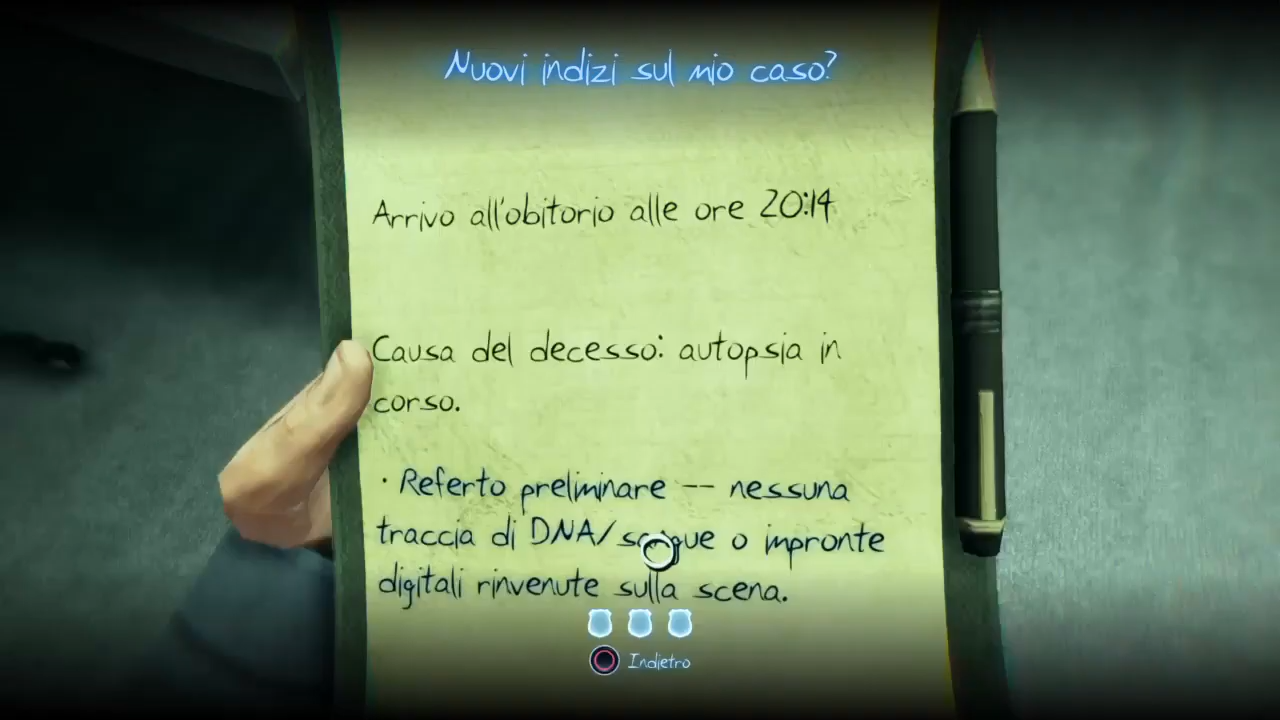 Nuovi indizi sul mio caso?
Arrivo all'obitorio alle ore 20:14
Causa del decesso: autopsia in
corso.
· Referto preliminare -- nessuna
traccia di DNA/sangue o impronte
digitali rinvenute sulla scena.
Indietro